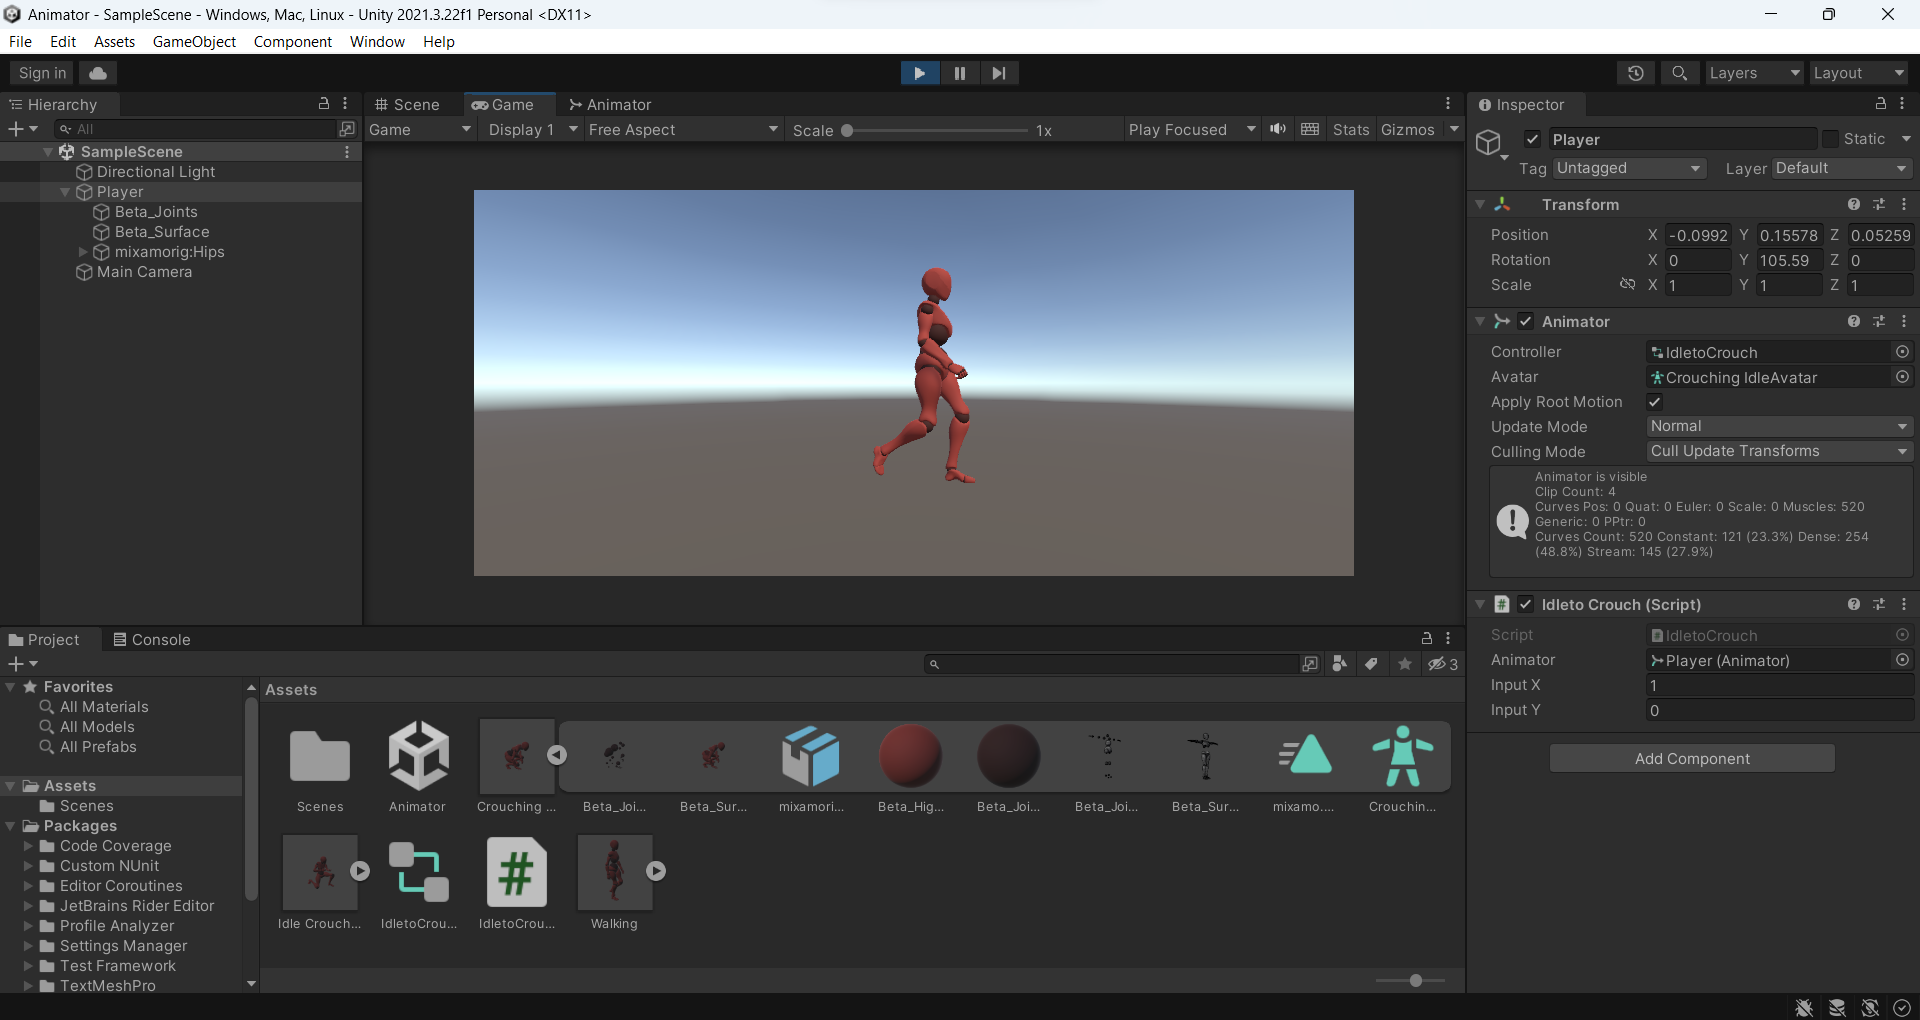 Animator - SampleScene - Windows, Mac, Linux - Unity 2021.3.22f1 Personal <DX11>
File Edit Assets GameObject Component Window Help
Sign in
Layers
Layout
Hierarchy
All
SampleScene
Directional Light
Player
Beta_Joints
Beta_Surface
mixamorig:Hips
Main Camera
Scene
Game
Animator
Game
Display 1
Free Aspect
Scale
1x
Play Focused
Stats
Gizmos
Inspector
Player
Static
Tag Untagged
Layer Default
Transform
Position X -0.0992 Y 0.15578 Z 0.05259
Rotation X 0 Y 105.59 Z 0
Scale X 1 Y 1 Z 1
Animator
Controller IdletoCrouch
Avatar Crouching IdleAvatar
Apply Root Motion
Update Mode Normal
Culling Mode Cull Update Transforms
Animator is visible
Clip Count: 4
Curves Pos: 0 Quat: 0 Euler: 0 Scale: 0 Muscles: 520
Generic: 0 PPtr: 0
Curves Count: 520 Constant: 121 (23.3%) Dense: 254
(48.8%) Stream: 145 (27.9%)
Idleto Crouch (Script)
Script IdletoCrouch
Animator Player (Animator)
Input X 1
Input Y 0
Add Component
Project
Console
3
Favorites
All Materials
All Models
All Prefabs
Assets
Scenes
Packages
Code Coverage
Custom NUnit
Editor Coroutines
JetBrains Rider Editor
Profile Analyzer
Settings Manager
Test Framework
TextMeshPro
Assets
Scenes
Animator
Crouching ...
Beta_Joi...
Beta_Sur...
mixamori...
Beta_Hig...
Beta_Joi...
Beta_Joi...
Beta_Sur...
mixamo....
Crouchin...
Idle Crouch...
IdletoCrou...
IdletoCrou...
Walking